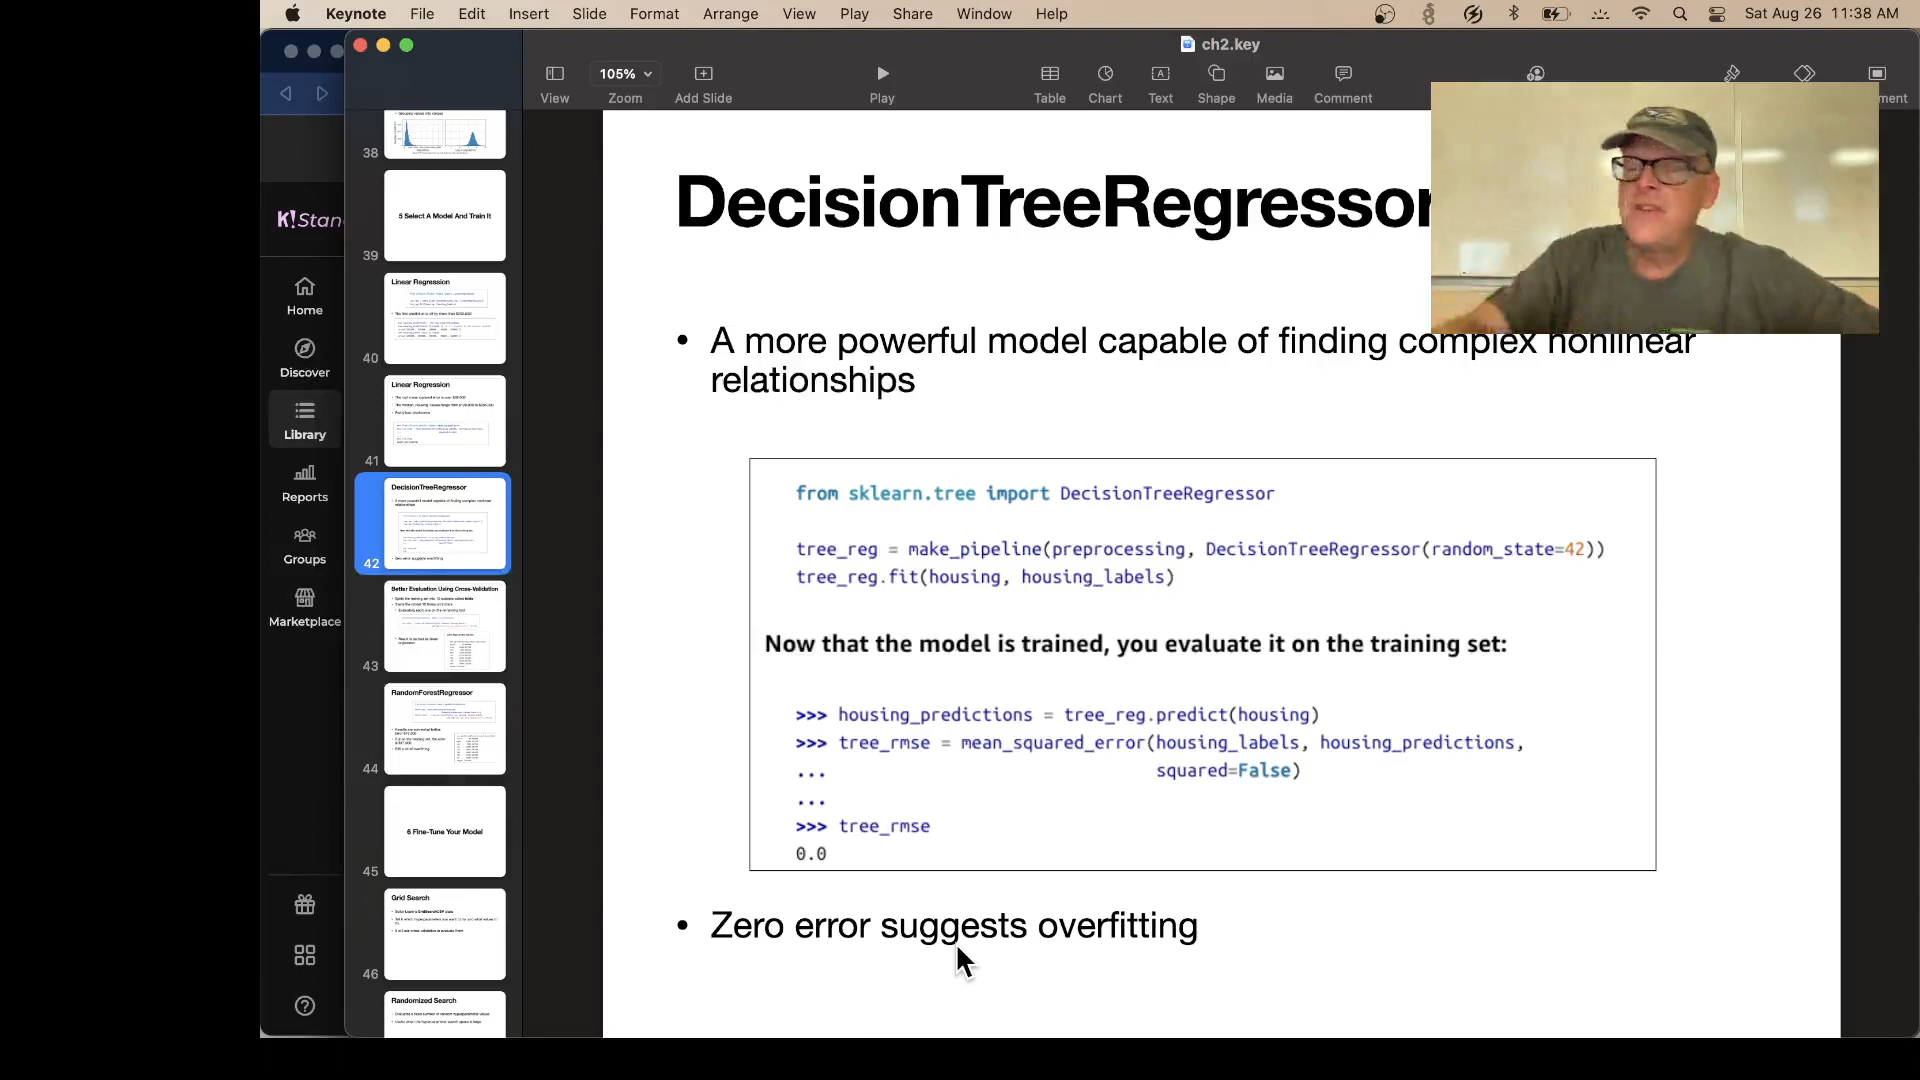 Keynote File Edit Insert Slide Format Arrange View Play Share Window Help Sat Aug 26 11:38 AM
ch2.key
105%
View Zoom Add Slide Play Table Chart Text Shape Media Comment
K!Stan
Home
Discover
Library
Reports
Groups
Marketplace
38
5 Select A Model And Train It
39
Linear Regression
40
Linear Regression
41
DecisionTreeRegressor
Zero error suggests overfitting
42
Better Evaluation Using Cross-Validation
43
RandomForestRegressor
44
6 Fine-Tune Your Model
45
Grid Search
46
Randomized Search
DecisionTreeRegressor
• A more powerful model capable of finding complex nonlinear
relationships
from sklearn.tree import DecisionTreeRegressor
tree_reg = make_pipeline(preprocessing, DecisionTreeRegressor(random_state=42))
tree_reg.fit(housing, housing_labels)
Now that the model is trained, you evaluate it on the training set:
>>> housing_predictions = tree_reg.predict(housing)
>>> tree_rmse = mean_squared_error(housing_labels, housing_predictions,
... squared=False)
...
>>> tree_rmse
0.0
• Zero error suggests overfitting